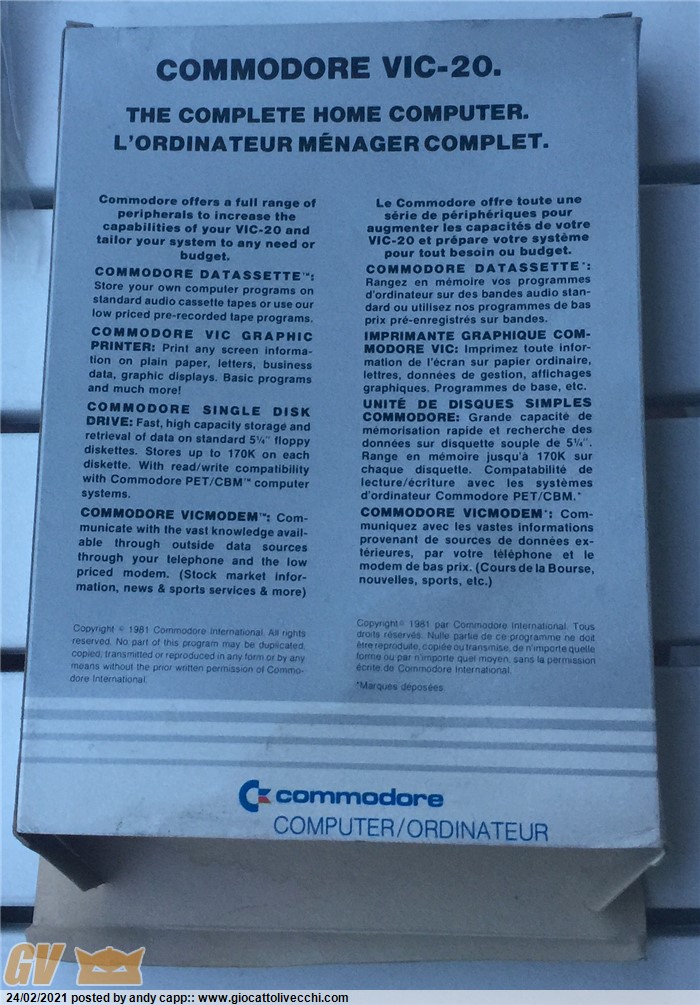 COMMODORE VIC-20.
THE COMPLETE HOME COMPUTER.
L'ORDINATEUR MÉNAGER COMPLET.
Commodore offers a full range of
peripherals to increase the
capabilities of your VIC-20 and
tailor your system to any need or
budget.
COMMODORE DATASSETTE™:
Store your own computer programs on
standard audio cassette tapes or use our
low priced pre-recorded tape programs.
COMMODORE VIC GRAPHIC
PRINTER: Print any screen informa-
tion on plain paper, letters, business
data, graphic displays. Basic programs
and much more!
COMMODORE SINGLE DISK
DRIVE: Fast, high capacity storage and
retrieval of data on standard 5¼" floppy
diskettes. Stores up to 170K on each
diskette. With read/write compatibility
with Commodore PET/CBM™ computer
systems.
COMMODORE VICMODEM™: Com-
municate with the vast knowledge avail-
able through outside data sources
through your telephone and the low
priced modem. (Stock market infor-
mation, news & sports services & more)
Copyright © 1981 Commodore International. All rights
reserved. No part of this program may be duplicated,
copied, transmitted or reproduced in any form or by any
means without the prior written permission of Commo-
dore International.
Le Commodore offre toute une
série de périphériques pour
augmenter les capacités de votre
VIC-20 et prépare votre système
pour tout besoin ou budget.
COMMODORE DATASSETTE*:
Rangez en mémoire vos programmes
d'ordinateur sur des bandes audio stan-
dard ou utilisez nos programmes de bas
prix pré-enregistrés sur bandes.
IMPRIMANTE GRAPHIQUE COM-
MODORE VIC: Imprimez toute infor-
mation de l'écran sur papier ordinaire,
lettres, données de gestion, affichages
graphiques. Programmes de base, etc.
UNITÉ DE DISQUES SIMPLES
COMMODORE: Grande capacité de
mémorisation rapide et recherche des
données sur disquette souple de 5¼".
Range en mémoire jusqu'à 170K sur
chaque disquette. Compatabilité de
lecture/écriture avec les systèmes
d'ordinateur Commodore PET/CBM.*
COMMODORE VICMODEM*: Com-
muniquez avec les vastes informations
provenant de sources de données ex-
térieures, par votre téléphone et le
modem de bas prix. (Cours de la Bourse,
nouvelles, sports, etc.)
Copyright © 1981 par Commodore International. Tous
droits réservés. Nulle partie de ce programme ne doit
être reproduite, copiée ou transmise, de n'importe quelle
forme ou par n'importe quel moyen, sans la permission
écrite de Commodore International.
*Marques déposées
commodore
COMPUTER/ORDINATEUR
GV
24/02/2021 posted by andy capp:: www.giocattolivecchi.com